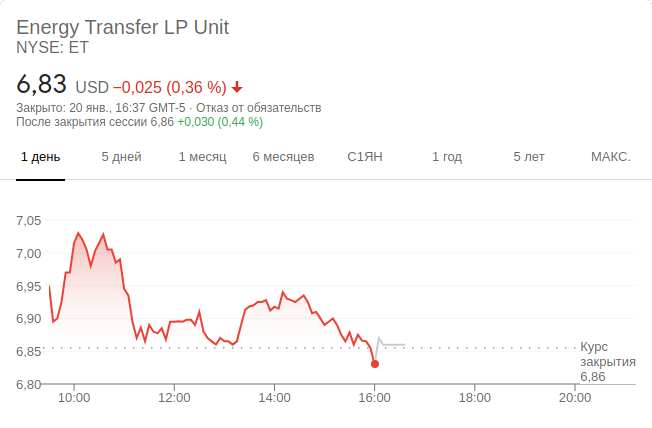 Energy Transfer LP Unit
NYSE: ET
6,83 USD −0,025 (0,36 %)
Закрыто: 20 янв., 16:37 GMT-5 · Отказ от обязательств
После закрытия сессии 6,86 +0,030 (0,44 %)
1 день 5 дней 1 месяц 6 месяцев С1ЯН 1 год 5 лет МАКС.
7,05
7,00
6,95
6,90
6,85
6,80
Курс
закрытия
6,86
10:00 12:00 14:00 16:00 18:00 20:00